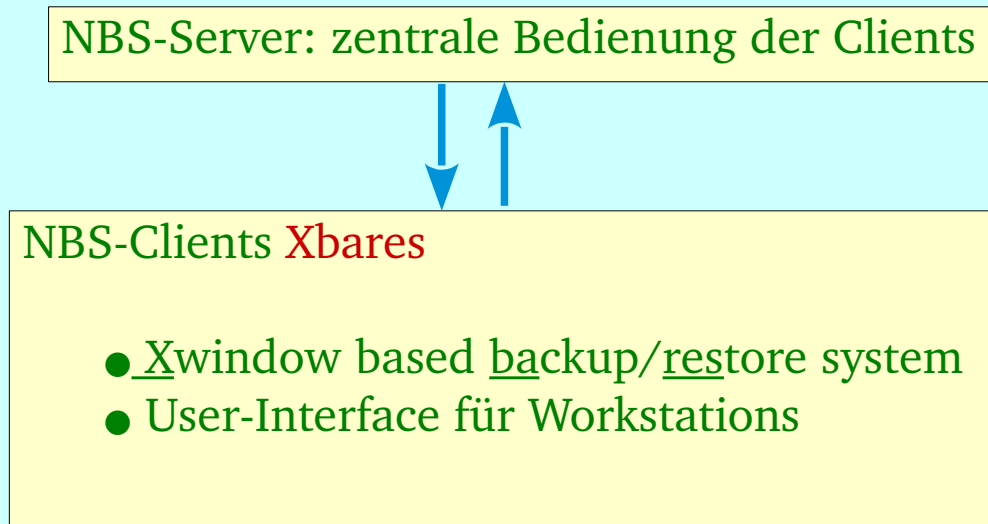 NBS-Server: zentrale Bedienung der Clients
NBS-Clients Xbares
● Xwindow based backup/restore system
● User-Interface für Workstations